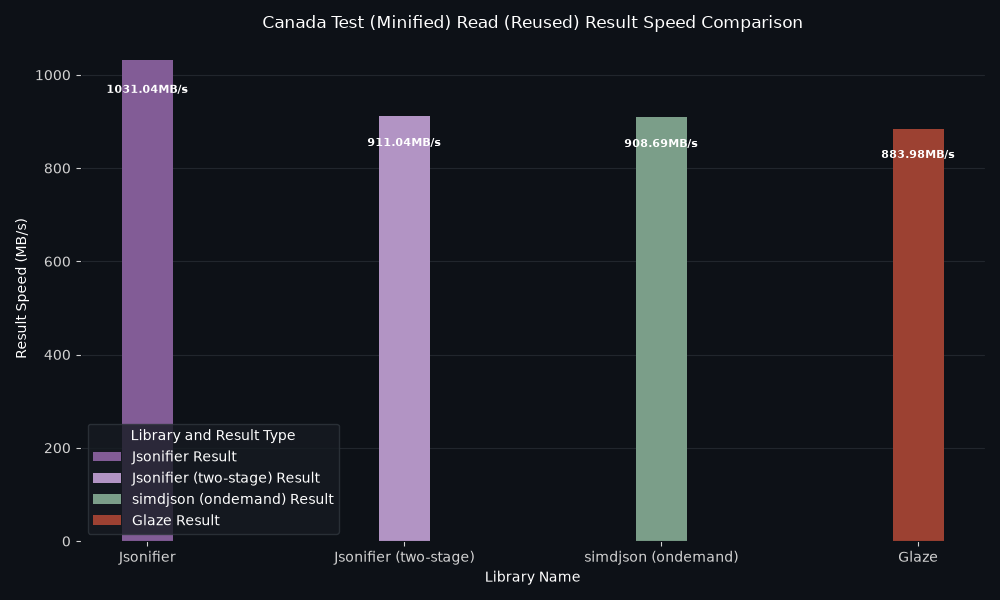 Canada Test (Minified) Read (Reused) Result Speed Comparison
Result Speed (MB/s)
1000
800
600
400
200
0
1031.04MB/s
911.04MB/s
908.69MB/s
883.98MB/s
Library and Result Type
Jsonifier Result
Jsonifier (two-stage) Result
simdjson (ondemand) Result
Glaze Result
Jsonifier
Jsonifier (two-stage)
simdjson (ondemand)
Glaze
Library Name